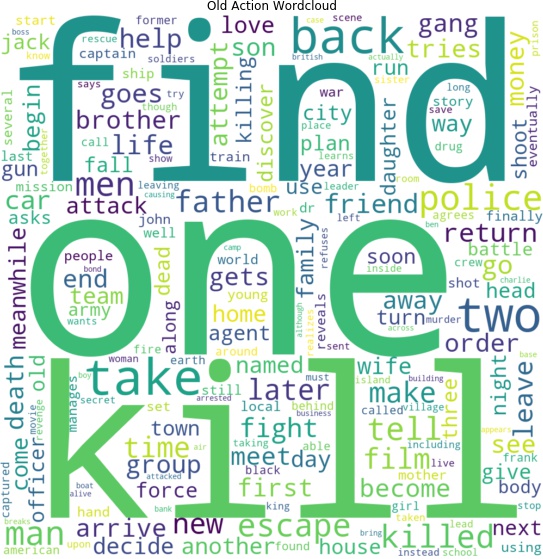 Old Action Wordcloud
start
former
case
scene
boss
jack
know
rescue
captain
soldiers
help
love
back
gang
prison
son
tries
british
actually
sister
several
begin
says
ship
try
though
goes
brother
attempt
killing
discover
run
money
find
war
long
save
story
eventually
city
way
shoot
together
call
life
place
plan
learns
drug
last
gun
fall
show
train
daughter
year
room
mission
men
leaving
causing
bomb
use
leader
police
car
attack
father
friend
asks
john
dr
work
left
agrees
finally
ben
well
one
meanwhile
people
bond
end
team
army
wants
dead
along
camp
world
gets
young
home
agent
around
family
reveals
refuses
realizes
although
sent
soon
inside
away
turn
across
murder
return
battle
crew
go
shot
head
charlie
two
order
fire
earth
woman
take
named
later
wife
make
death
come
old
boy
manages
secret
arrested
still
must
island
building
night
leave
base
revenge
movie
kill
set
local
behind
business
called
village
three
tell
see
appears
officer
town
time
air
fight
taking
able
film
including
frank
group
attacked
meet
day
mother
live
give
captured
boat
alive
force
bank
black
first
king
girl
taken
become
body
stop
american
man
breaks
upon
arrive
decide
new
another
escape
found
house
bring
killed
lead
instead
school
next
using